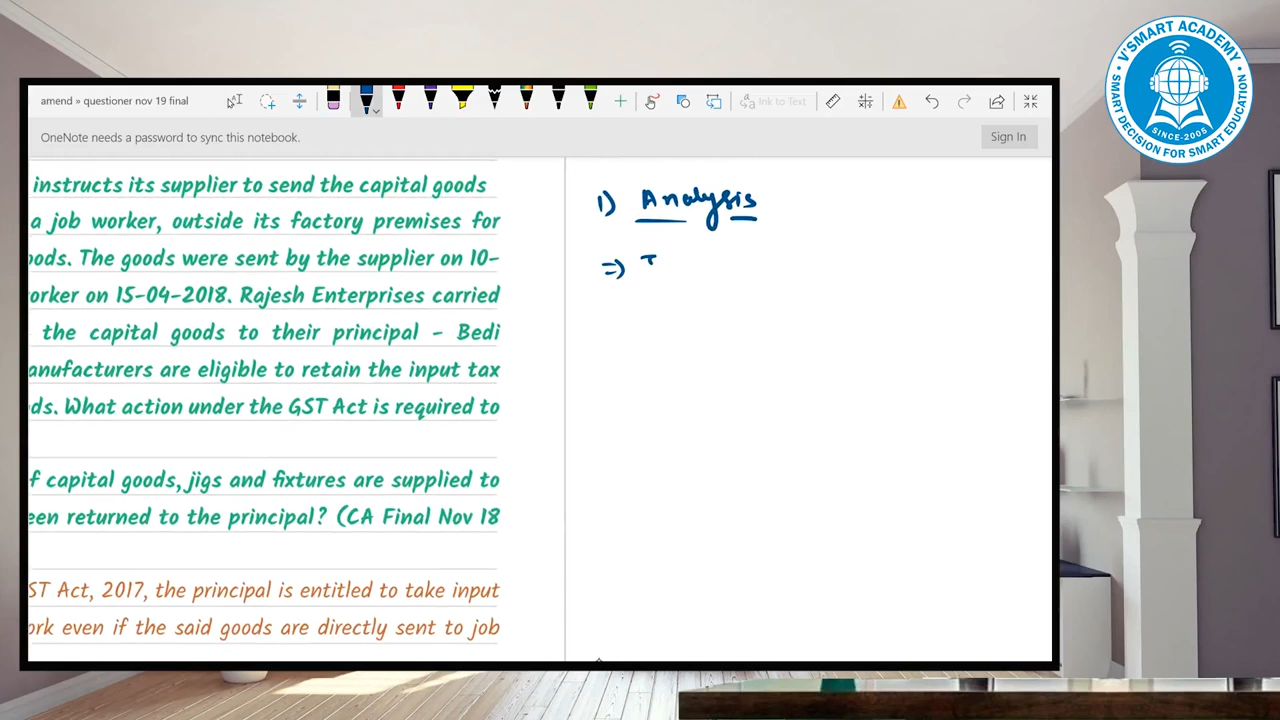 V'SMART ACADEMY
SINCE-2005
SMART DECISION FOR SMART EDUCATION
amend » questioner nov 19 final
Ink to Text
OneNote needs a password to sync this notebook.
Sign In
instructs its supplier to send the capital goods
a job worker, outside its factory premises for
ods. The goods were sent by the supplier on 10-
orker on 15-04-2018. Rajesh Enterprises carried
the capital goods to their principal - Bedi
anufacturers are eligible to retain the input tax
ds. What action under the GST Act is required to
f capital goods, jigs and fixtures are supplied to
een returned to the principal? (CA Final Nov 18
ST Act, 2017, the principal is entitled to take input
ork even if the said goods are directly sent to job
1) Analysis
⇒ T